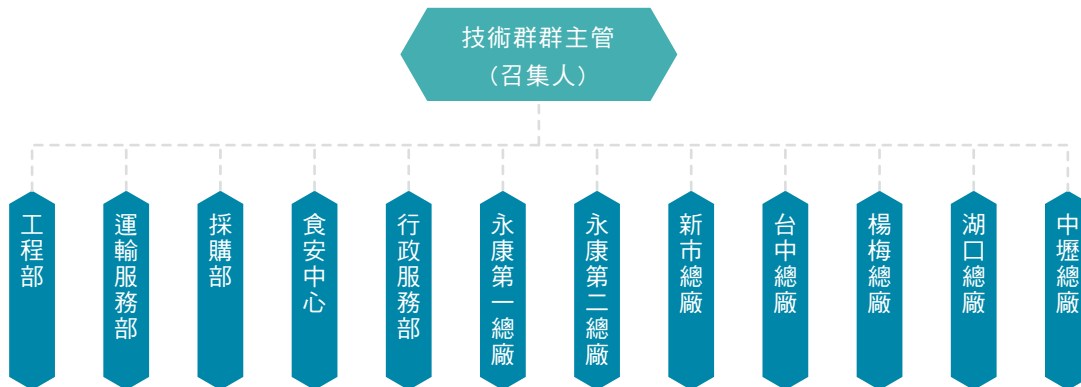 技術群群主管
（召集人）
工程部
運輸服務部
採購部
食安中心
行政服務部
永康第一總廠
永康第二總廠
新市總廠
台中總廠
楊梅總廠
湖口總廠
中壢總廠